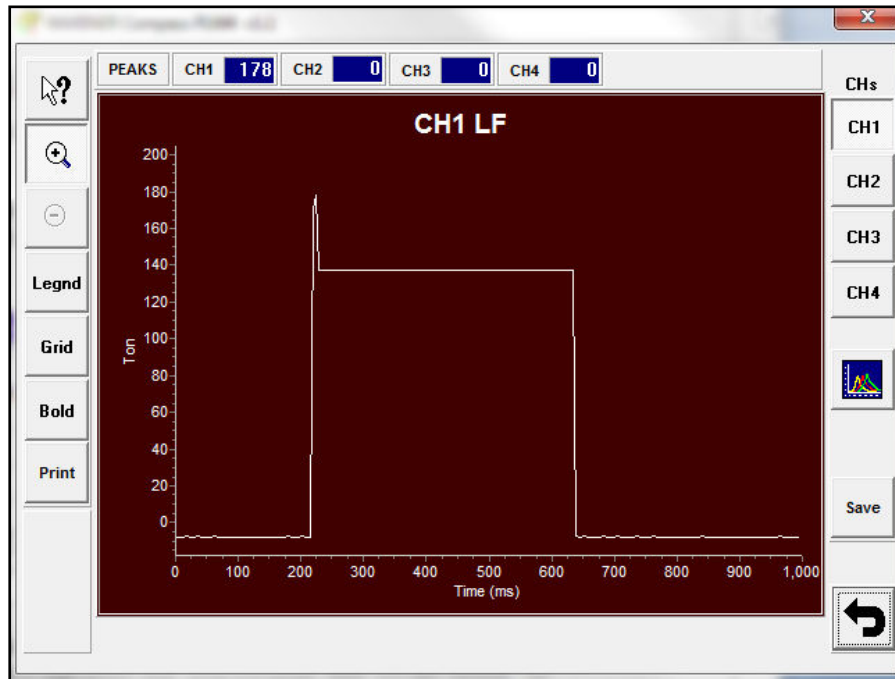 PEAKS CH1 178 CH2 0 CH3 0 CH4 0
CH1 LF
200
180
160
140
120
100
80
60
40
20
0
Ton
0 100 200 300 400 500 600 700 800 900 1,000
Time (ms)
?
Legnd
Grid
Bold
Print
CHs
CH1
CH2
CH3
CH4
Save